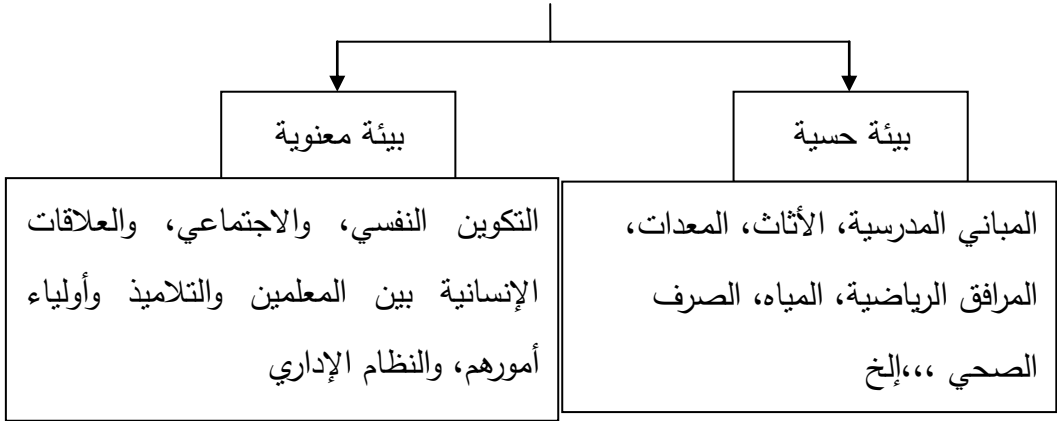 بيئة حسية
المباني المدرسية، الأثاث، المعدات،
المرافق الرياضية، المياه، الصرف
الصحي ،،،إلخ
بيئة معنوية
التكوين النفسي، والاجتماعي، والعلاقات
الإنسانية بين المعلمين والتلاميذ وأولياء
أمورهم، والنظام الإداري